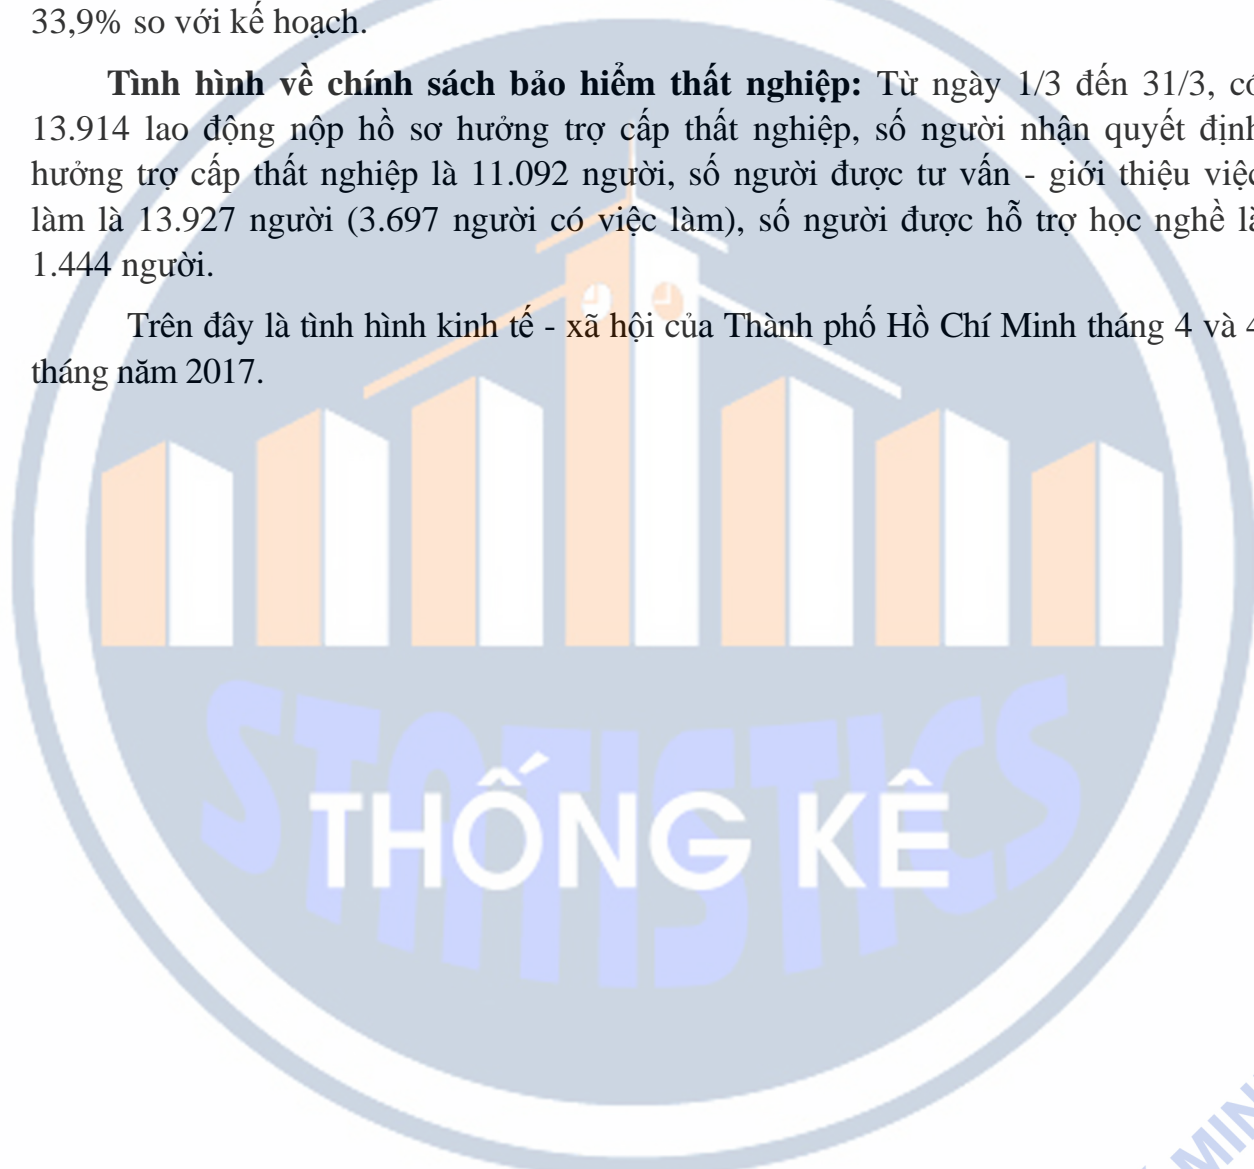 33,9% so với kế hoạch.
Tình hình về chính sách bảo hiểm thất nghiệp: Từ ngày 1/3 đến 31/3, có
13.914 lao động nộp hồ sơ hưởng trợ cấp thất nghiệp, số người nhận quyết định
hưởng trợ cấp thất nghiệp là 11.092 người, số người được tư vấn - giới thiệu việc
làm là 13.927 người (3.697 người có việc làm), số người được hỗ trợ học nghề là
1.444 người.
Trên đây là tình hình kinh tế - xã hội của Thành phố Hồ Chí Minh tháng 4 và 4
tháng năm 2017.
STATISTICS
THỐNG KÊ